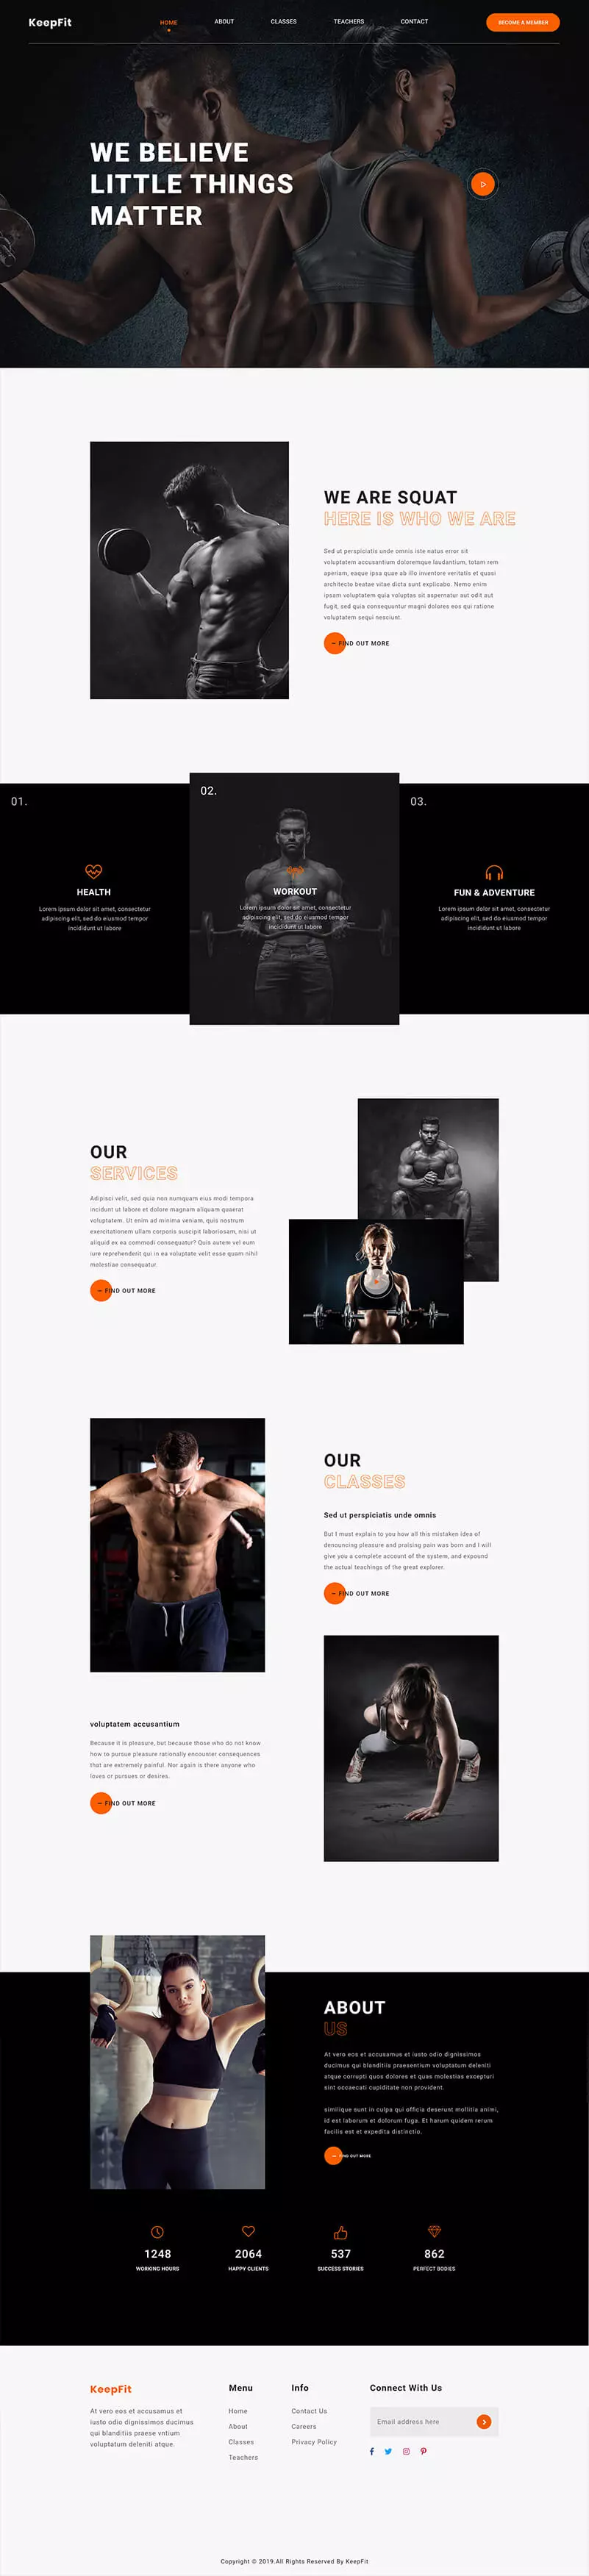 KeepFit
HOME
ABOUT
CLASSES
TEACHERS
CONTACT
BECOME A MEMBER
WE BELIEVE
LITTLE THINGS
MATTER
WE ARE SQUAT
HERE IS WHO WE ARE
Sed ut perspiciatis unde omnis iste natus error sit
voluptatem accusantium doloremque laudantium, totam rem
aperiam, eaque ipsa quae ab illo inventore veritatis et quasi
architecto beatae vitae dicta sunt explicabo. Nemo enim
ipsam voluptatem quia voluptas sit aspernatur aut odit aut
fugit, sed quia consequuntur magni dolores eos qui ratione
voluptatem sequi nesciunt.
FIND OUT MORE
01.
HEALTH
Lorem ipsum dolor sit amet, consectetur
adipiscing elit, sed do eiusmod tempor
incididunt ut labore
02.
WORKOUT
Lorem ipsum dolor sit amet, consectetur
adipiscing elit, sed do eiusmod tempor
incididunt ut labore
03.
FUN & ADVENTURE
Lorem ipsum dolor sit amet, consectetur
adipiscing elit, sed do eiusmod tempor
incididunt ut labore
OUR
SERVICES
Adipisci velit, sed quia non numquam eius modi tempora
incidunt ut labore et dolore magnam aliquam quaerat
voluptatem. Ut enim ad minima veniam, quis nostrum
exercitationem ullam corporis suscipit laboriosam, nisi ut
aliquid ex ea commodi consequatur? Quis autem vel eum
iure reprehenderit qui in ea voluptate velit esse quam nihil
molestiae consequatur.
FIND OUT MORE
OUR
CLASSES
Sed ut perspiciatis unde omnis
But I must explain to you how all this mistaken idea of
denouncing pleasure and praising pain was born and I will
give you a complete account of the system, and expound
the actual teachings of the great explorer.
FIND OUT MORE
voluptatem accusantium
Because it is pleasure, but because those who do not know
how to pursue pleasure rationally encounter consequences
that are extremely painful. Nor again is there anyone who
loves or pursues or desires.
FIND OUT MORE
ABOUT
US
At vero eos et accusamus et iusto odio dignissimos
ducimus qui blanditiis praesentium voluptatum deleniti
atque corrupti quos dolores et quas molestias excepturi
sint occaecati cupiditate non provident.
similique sunt in culpa qui officia deserunt mollitia animi,
id est laborum et dolorum fuga. Et harum quidem rerum
facilis est et expedita distinctio.
FIND OUT MORE
1248
WORKING HOURS
2064
HAPPY CLIENTS
537
SUCCESS STORIES
862
PERFECT BODIES
KeepFit
At vero eos et accusamus et
iusto odio dignissimos ducimus
qui blanditiis praese vntium
voluptatum deleniti atque.
Menu
Home
About
Classes
Teachers
Info
Contact Us
Careers
Privacy Policy
Connect With Us
Email address here
Copyright © 2019.All Rights Reserved By KeepFit